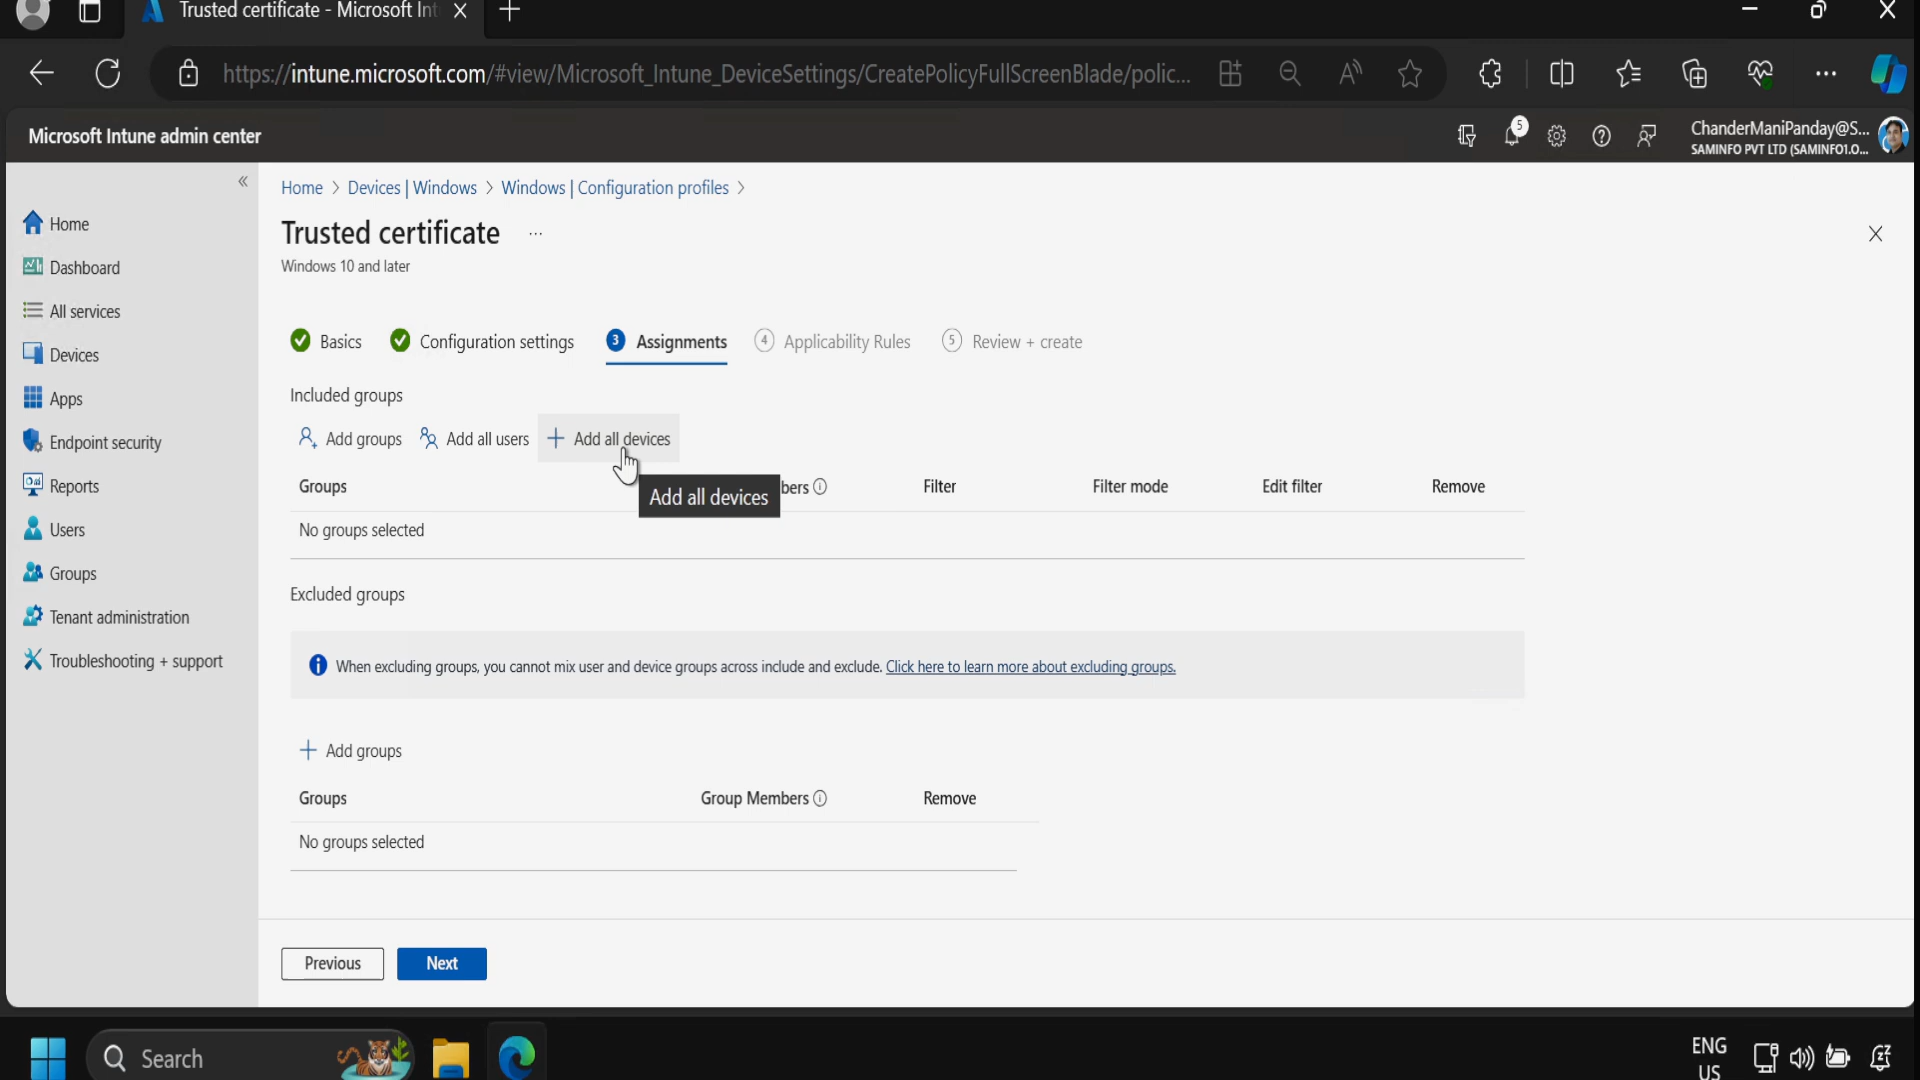 Trusted certificate - Microsoft Int
https://intune.microsoft.com/#view/Microsoft_Intune_DeviceSettings/CreatePolicyFullScreenBlade/polic...
Microsoft Intune admin center
5
ChanderManiPanday@S...
SAMINFO PVT LTD (SAMINFO1.O...
Home
Dashboard
All services
Devices
Apps
Endpoint security
Reports
Users
Groups
Tenant administration
Troubleshooting + support
Home > Devices | Windows > Windows | Configuration profiles >
Trusted certificate ...
Windows 10 and later
Basics Configuration settings 3 Assignments 4 Applicability Rules 5 Review + create
Included groups
Add groups Add all users + Add all devices
Groups bers Filter Filter mode Edit filter Remove
Add all devices
No groups selected
Excluded groups
When excluding groups, you cannot mix user and device groups across include and exclude. Click here to learn more about excluding groups.
+ Add groups
Groups Group Members Remove
No groups selected
Previous Next
Search
ENG
US